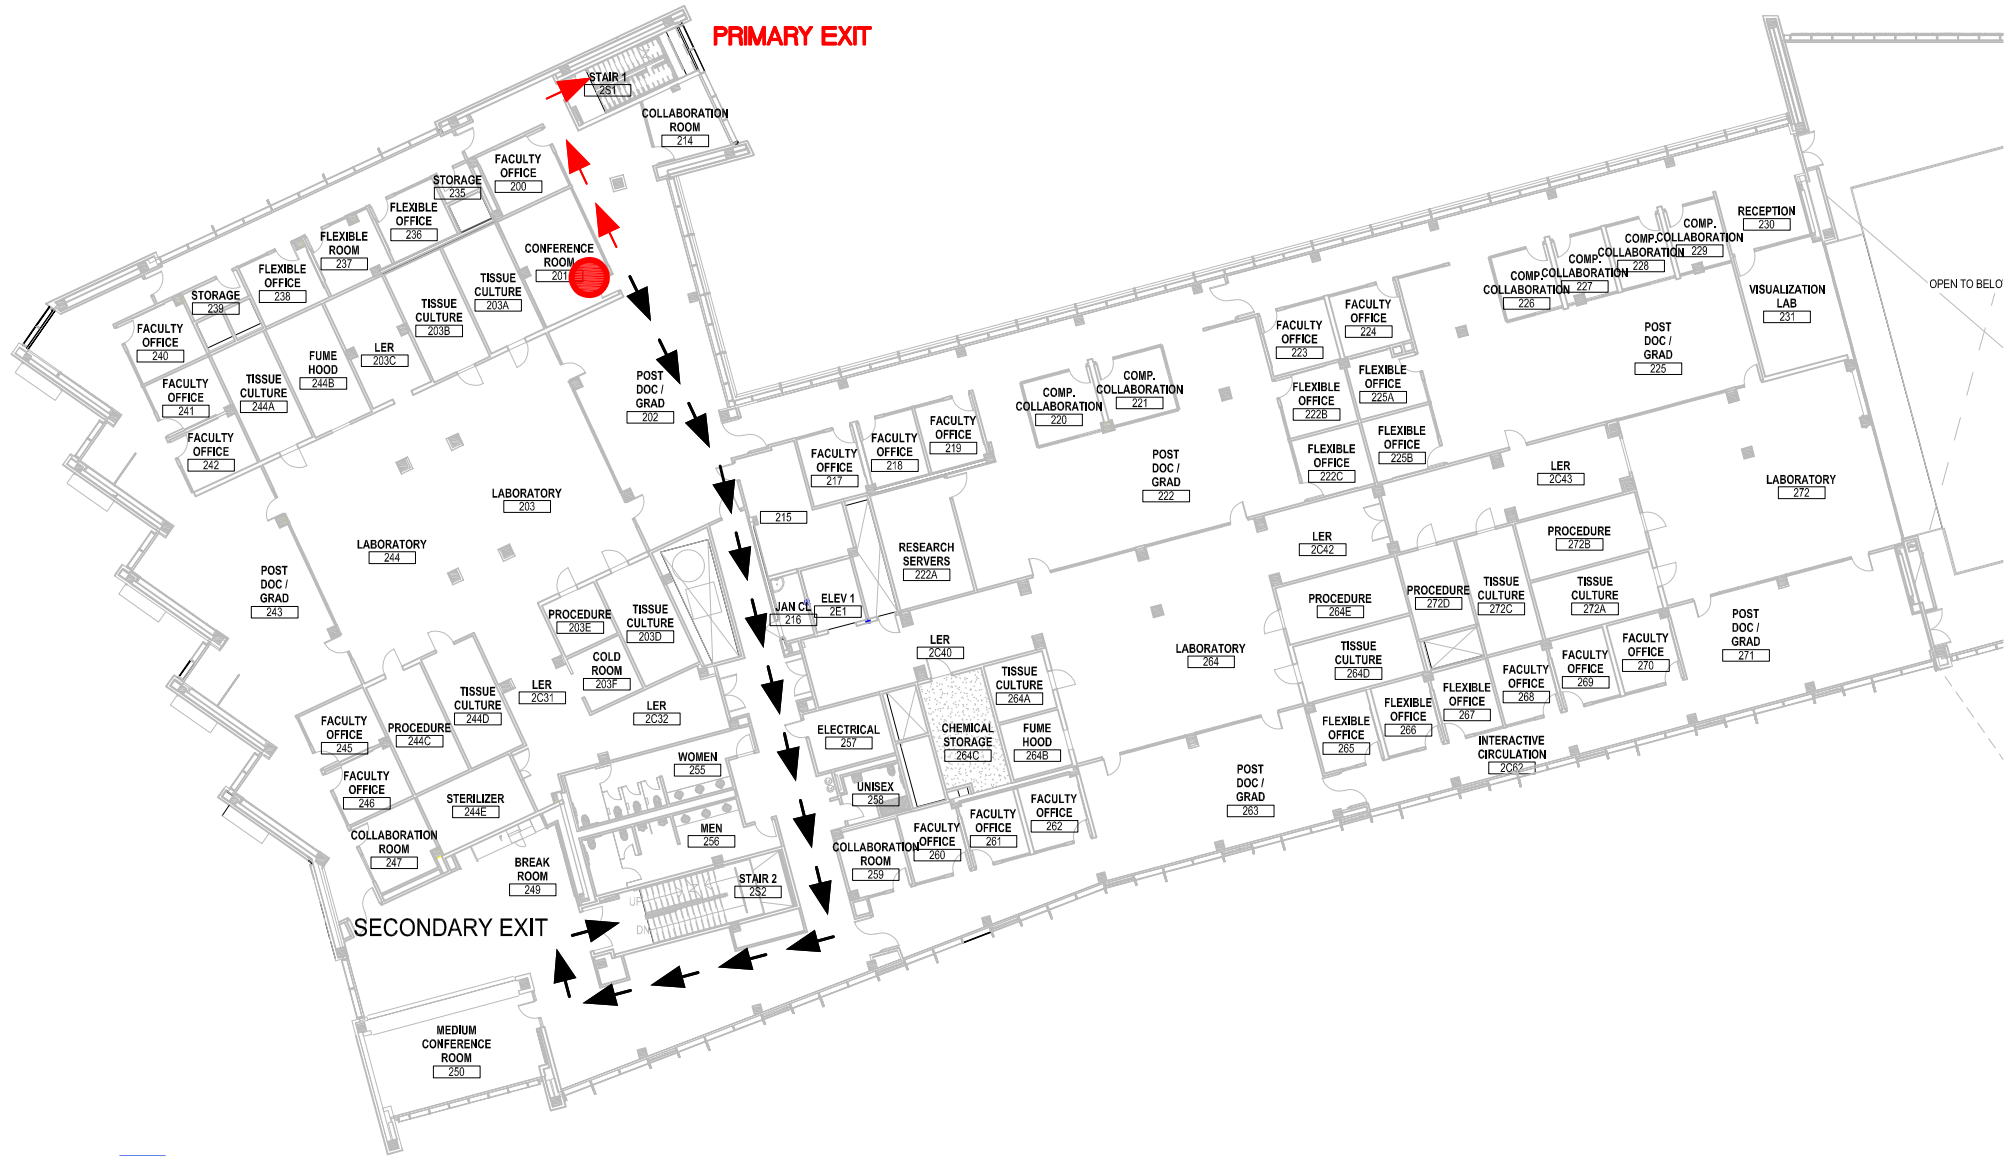 PRIMARY EXIT
STAIR 1
2S1
COLLABORATION
ROOM
214
FACULTY
OFFICE
200
STORAGE
235
FLEXIBLE
OFFICE
236
FLEXIBLE
ROOM
237
FLEXIBLE
OFFICE
238
STORAGE
239
FACULTY
OFFICE
240
FACULTY
OFFICE
241
FACULTY
OFFICE
242
CONFERENCE
ROOM
201
TISSUE
CULTURE
203A
TISSUE
CULTURE
203B
LER
203C
FUME
HOOD
244B
TISSUE
CULTURE
244A
POST
DOC /
GRAD
202
LABORATORY
203
LABORATORY
244
POST
DOC /
GRAD
243
PROCEDURE
203E
TISSUE
CULTURE
203D
COLD
ROOM
203F
LER
2C31
LER
2C32
TISSUE
CULTURE
244D
PROCEDURE
244C
FACULTY
OFFICE
245
FACULTY
OFFICE
246
STERILIZER
244E
COLLABORATION
ROOM
247
BREAK
ROOM
249
WOMEN
255
MEN
256
STAIR 2
2S2
UP
DN
SECONDARY EXIT
MEDIUM
CONFERENCE
ROOM
250
215
JAN CL
216
ELEV 1
2E1
FACULTY
OFFICE
217
FACULTY
OFFICE
218
FACULTY
OFFICE
219
RESEARCH
SERVERS
222A
COMP.
COLLABORATION
220
COMP.
COLLABORATION
221
POST
DOC /
GRAD
222
FACULTY
OFFICE
223
FACULTY
OFFICE
224
FLEXIBLE
OFFICE
222B
FLEXIBLE
OFFICE
225A
FLEXIBLE
OFFICE
222C
FLEXIBLE
OFFICE
225B
COMP.
COLLABORATION
226
COMP.
COLLABORATION
227
COMP.
COLLABORATION
228
COMP.
COLLABORATION
229
RECEPTION
230
VISUALIZATION
LAB
231
OPEN TO BELO
POST
DOC /
GRAD
225
LER
2C43
LABORATORY
272
LER
2C42
PROCEDURE
272B
PROCEDURE
264E
PROCEDURE
272D
TISSUE
CULTURE
272C
TISSUE
CULTURE
272A
TISSUE
CULTURE
264D
LABORATORY
264
LER
2C40
TISSUE
CULTURE
264A
CHEMICAL
STORAGE
264C
FUME
HOOD
264B
ELECTRICAL
257
UNISEX
258
COLLABORATION
ROOM
259
FACULTY
OFFICE
260
FACULTY
OFFICE
261
FACULTY
OFFICE
262
POST
DOC /
GRAD
263
FLEXIBLE
OFFICE
265
FLEXIBLE
OFFICE
266
FLEXIBLE
OFFICE
267
FACULTY
OFFICE
268
FACULTY
OFFICE
269
FACULTY
OFFICE
270
POST
DOC /
GRAD
271
INTERACTIVE
CIRCULATION
2C62